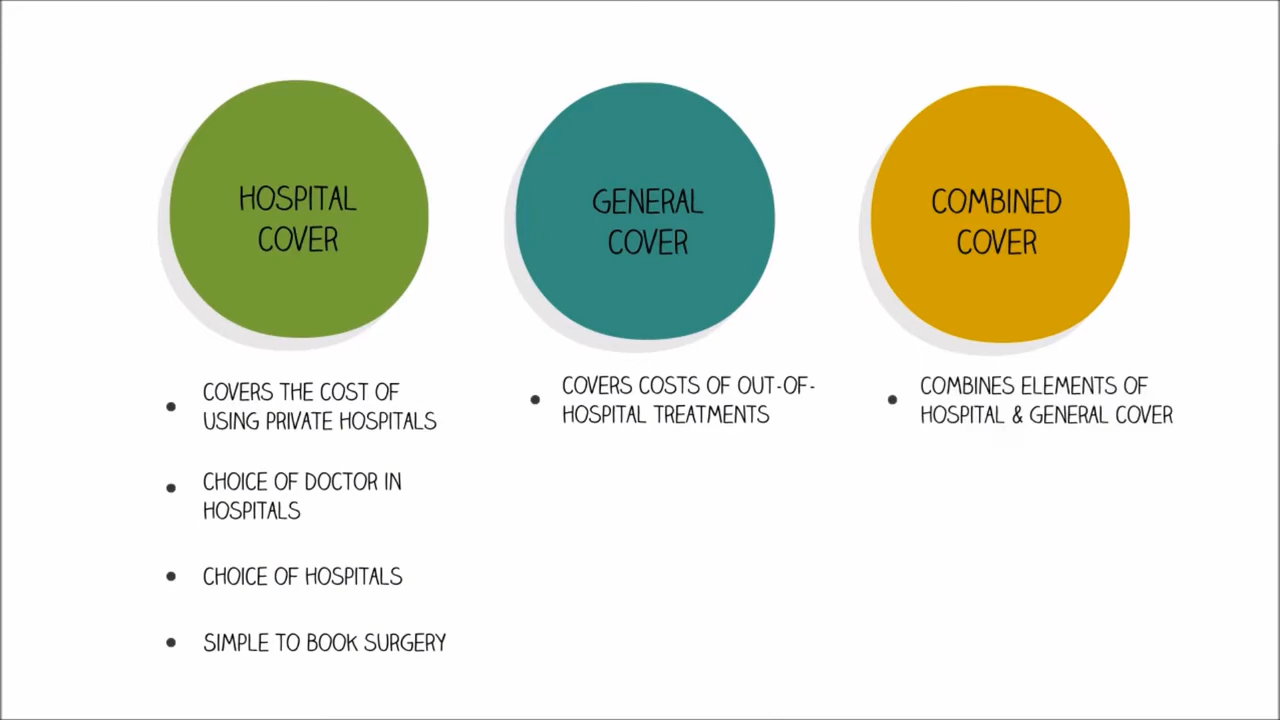 HOSPITAL
COVER
COVERS THE COST OF
USING PRIVATE HOSPITALS
CHOICE OF DOCTOR IN
HOSPITALS
CHOICE OF HOSPITALS
SIMPLE TO BOOK SURGERY
GENERAL
COVER
COVERS COSTS OF OUT-OF-
HOSPITAL TREATMENTS
COMBINED
COVER
COMBINES ELEMENTS OF
HOSPITAL & GENERAL COVER